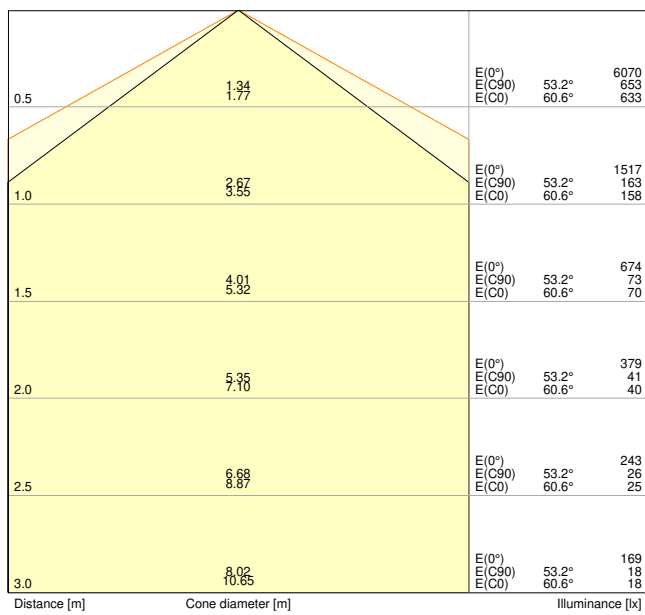 E(0°) 6070
1.34 E(C90) 53.2° 653
0.5 1.77 E(C0) 60.6° 633
E(0°) 1517
2.67 E(C90) 53.2° 163
1.0 3.55 E(C0) 60.6° 158
E(0°) 674
4.01 E(C90) 53.2° 73
1.5 5.32 E(C0) 60.6° 70
E(0°) 379
5.35 E(C90) 53.2° 41
2.0 7.10 E(C0) 60.6° 40
E(0°) 243
6.68 E(C90) 53.2° 26
2.5 8.87 E(C0) 60.6° 25
E(0°) 169
8.02 E(C90) 53.2° 18
3.0 10.65 E(C0) 60.6° 18
Distance [m] Cone diameter [m] Illuminance [lx]